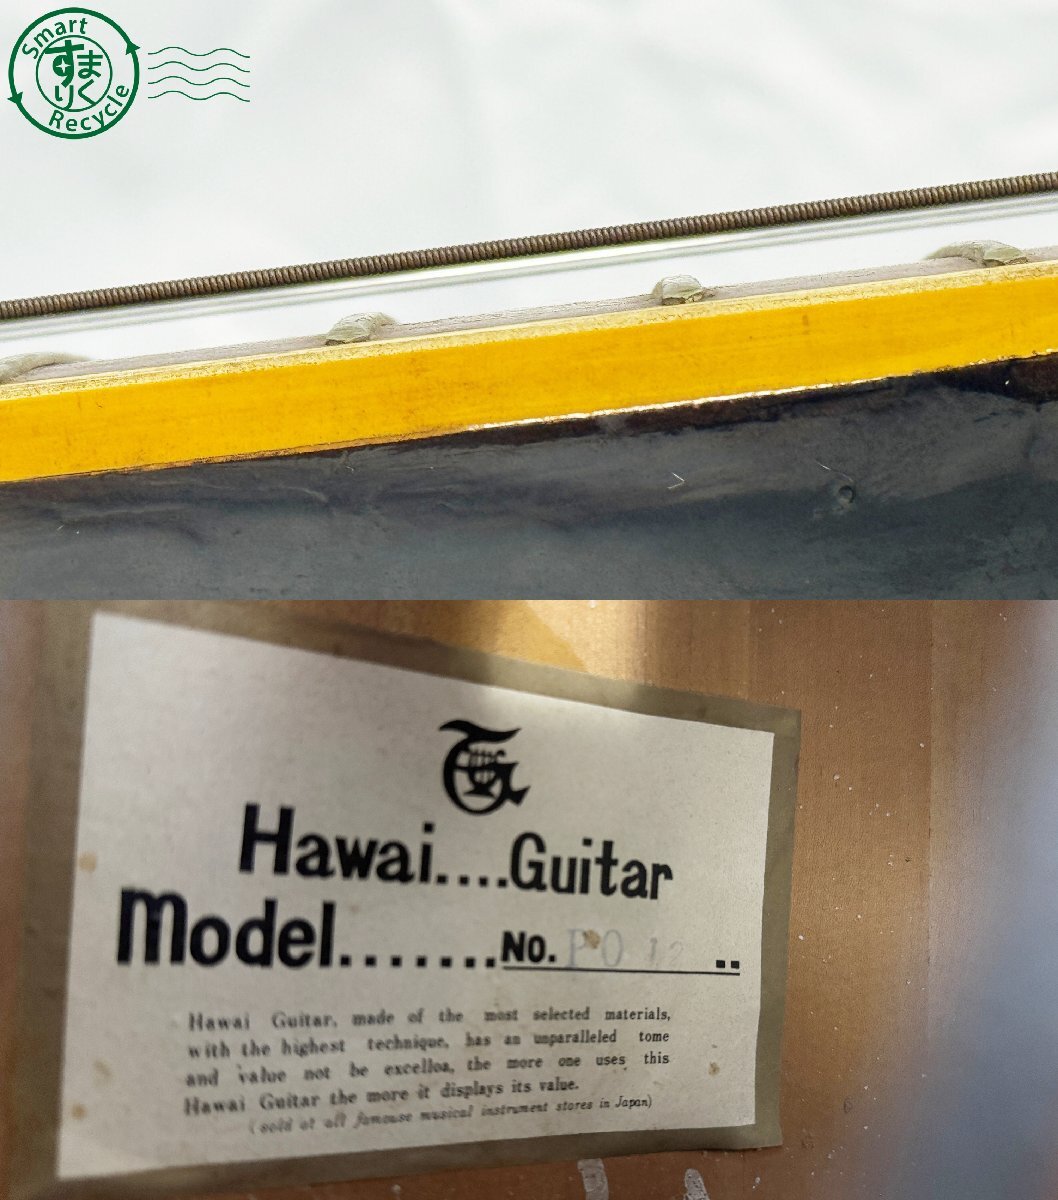 Smart
すまりく
Recycle
Hawai....Guitar
Model.......No. PO 12 ..
Hawai Guitar, made of the most selected materials,
with the highest technique, has an unparalleled tome
and value not be excelloa, the more one uses this
Hawai Guitar the more it displays its value.
(sold at all famouse musical instrument stores in Japan)